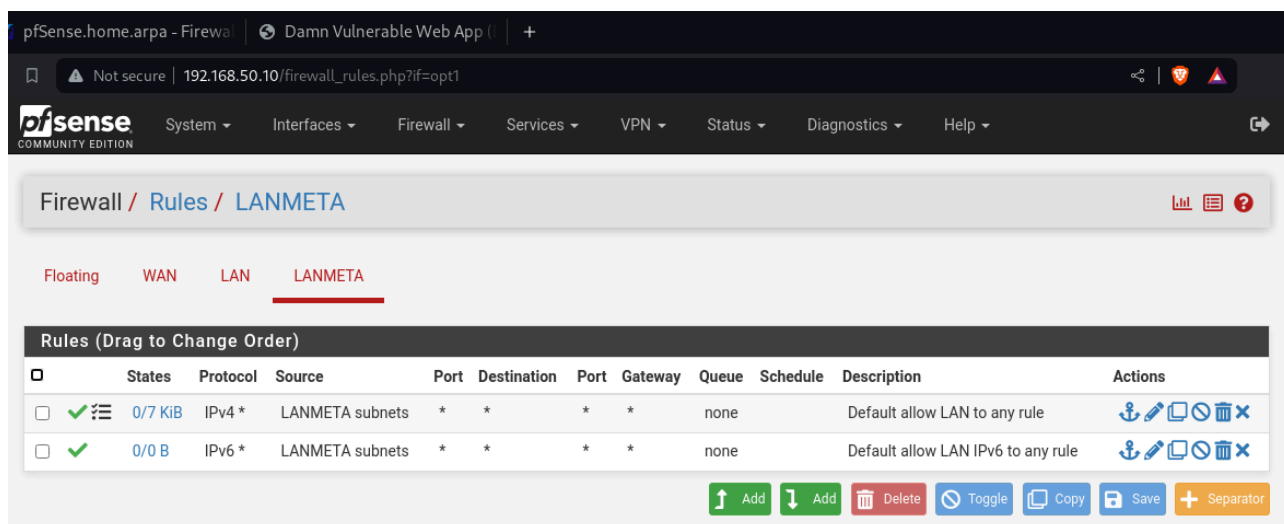 pfSense.home.arpa - Firewal Damn Vulnerable Web App ( +
Not secure 192.168.50.10/firewall_rules.php?if=opt1
pfsense System Interfaces Firewall Services VPN Status Diagnostics Help
COMMUNITY EDITION
Firewall / Rules / LANMETA
Floating WAN LAN LANMETA
Rules (Drag to Change Order)
States Protocol Source Port Destination Port Gateway Queue Schedule Description Actions
0/7 KiB IPv4 * LANMETA subnets * * * * none Default allow LAN to any rule
0/0 B IPv6 * LANMETA subnets * * * * none Default allow LAN IPv6 to any rule
Add Add Delete Toggle Copy Save Separator